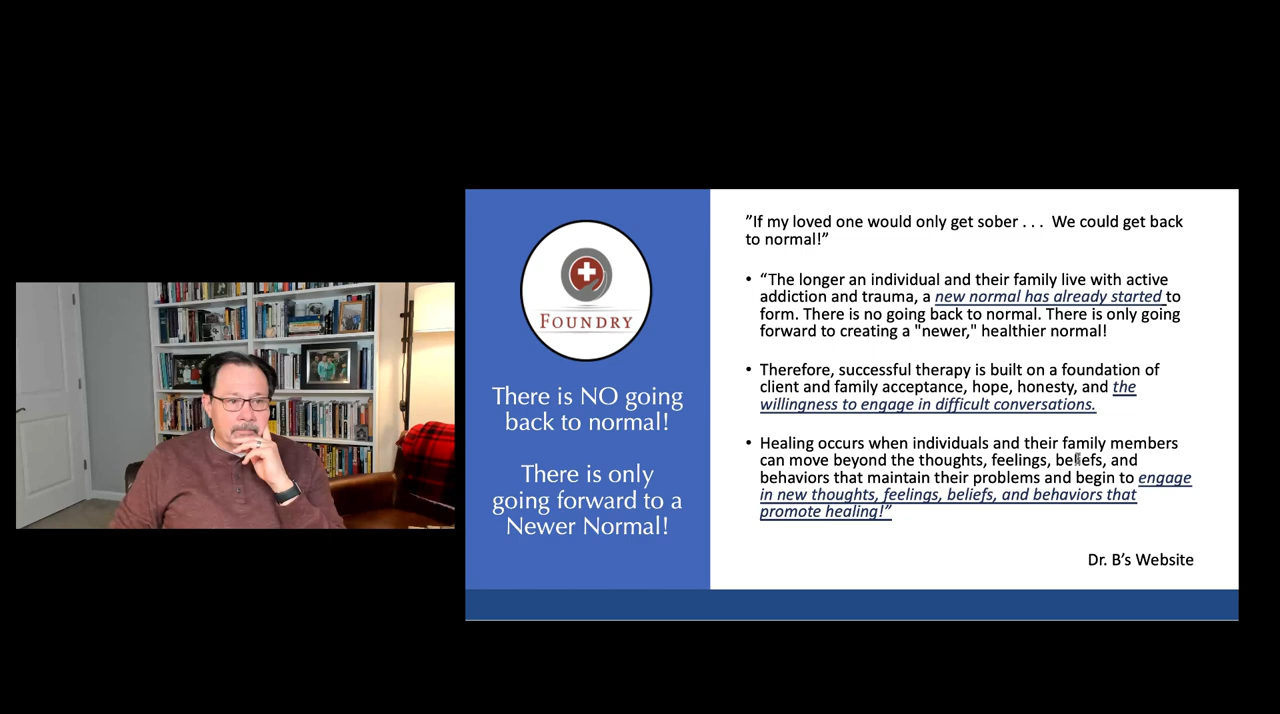 FOUNDRY
There is NO going
back to normal!
There is only
going forward to a
Newer Normal!
”If my loved one would only get sober . . .  We could get back
to normal!”
• “The longer an individual and their family live with active
addiction and trauma, a new normal has already started to
form. There is no going back to normal. There is only going
forward to creating a "newer," healthier normal!
• Therefore, successful therapy is built on a foundation of
client and family acceptance, hope, honesty, and the
willingness to engage in difficult conversations.
• Healing occurs when individuals and their family members
can move beyond the thoughts, feelings, beliefs, and
behaviors that maintain their problems and begin to engage
in new thoughts, feelings, beliefs, and behaviors that
promote healing!”
Dr. B’s Website